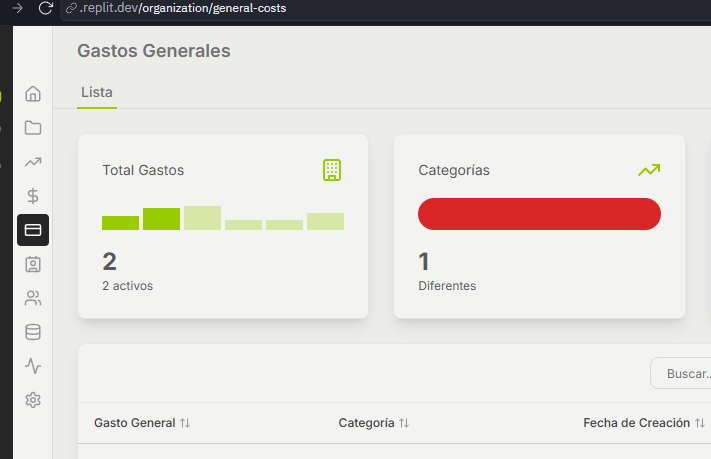 .replit.dev/organization/general-costs
Gastos Generales
Lista
Total Gastos
2
2 activos
Categorías
1
Diferentes
Buscar..
Gasto General
Categoría
Fecha de Creación